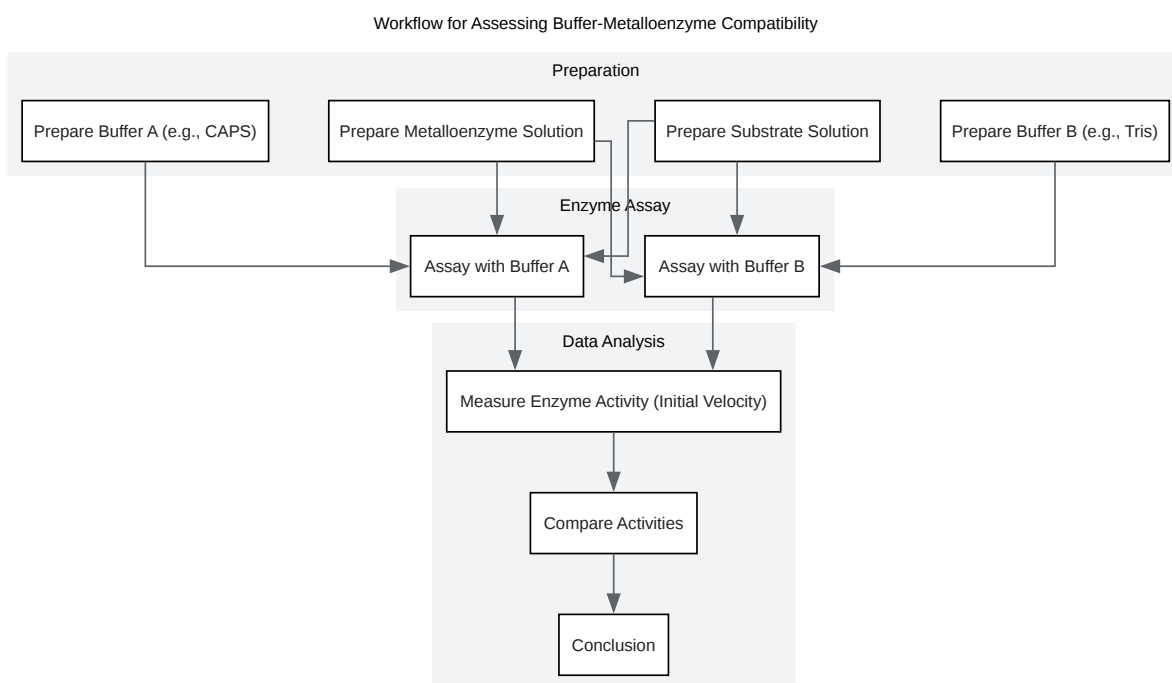 Workflow for Assessing Buffer-Metalloenzyme Compatibility
Preparation
Prepare Buffer A (e.g., CAPS)
Prepare Metalloenzyme Solution
Prepare Substrate Solution
Prepare Buffer B (e.g., Tris)
Enzyme Assay
Assay with Buffer A
Assay with Buffer B
Data Analysis
Measure Enzyme Activity (Initial Velocity)
Compare Activities
Conclusion